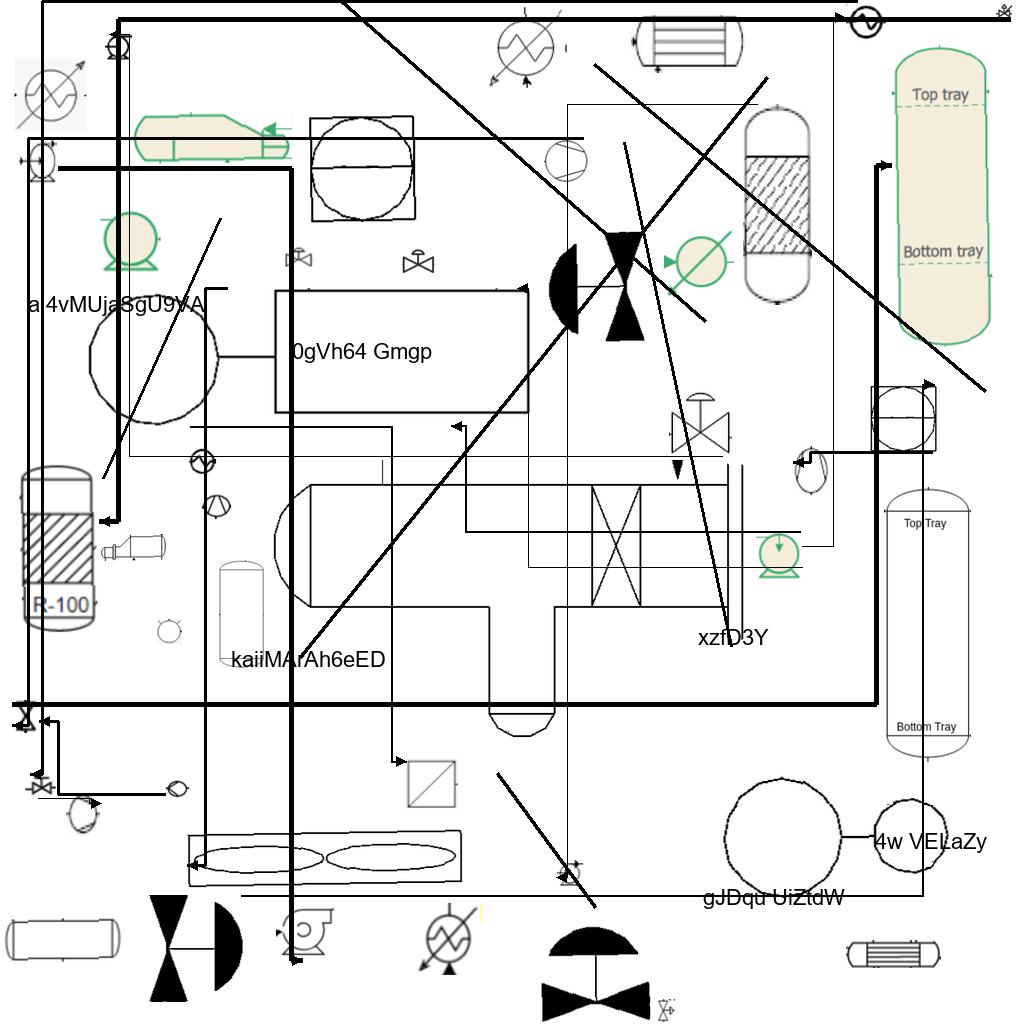 Top tray
Bottom tray
a 4vMUjaSgU9VA
0gVh64 Gmgp
Top Tray
R-100
xzfD3Y
kaiiMArAh6eED
Bottom Tray
4w VELaZy
gJDqu UiZtdW